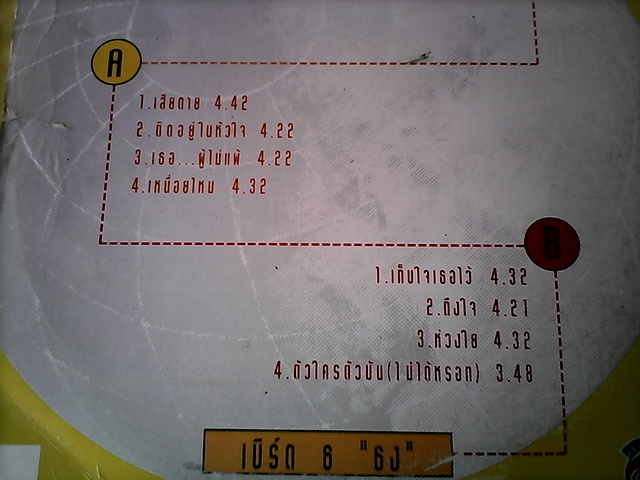 A
1.เสียดาย 4.42
2.ติดอยู่ในหัวใจ 4.22
3.เธอ...ผู้ไม่แพ้ 4.22
4.เหนื่อยไหม 4.32
B
1.เก็บใจเธอไว้ 4.32
2.ถึงใจ 4.21
3.ห่วงใย 4.32
4.ตัวใครตัวมัน(ไม่ได้หรอก) 3.48
เบิร์ด 6 "ธง"